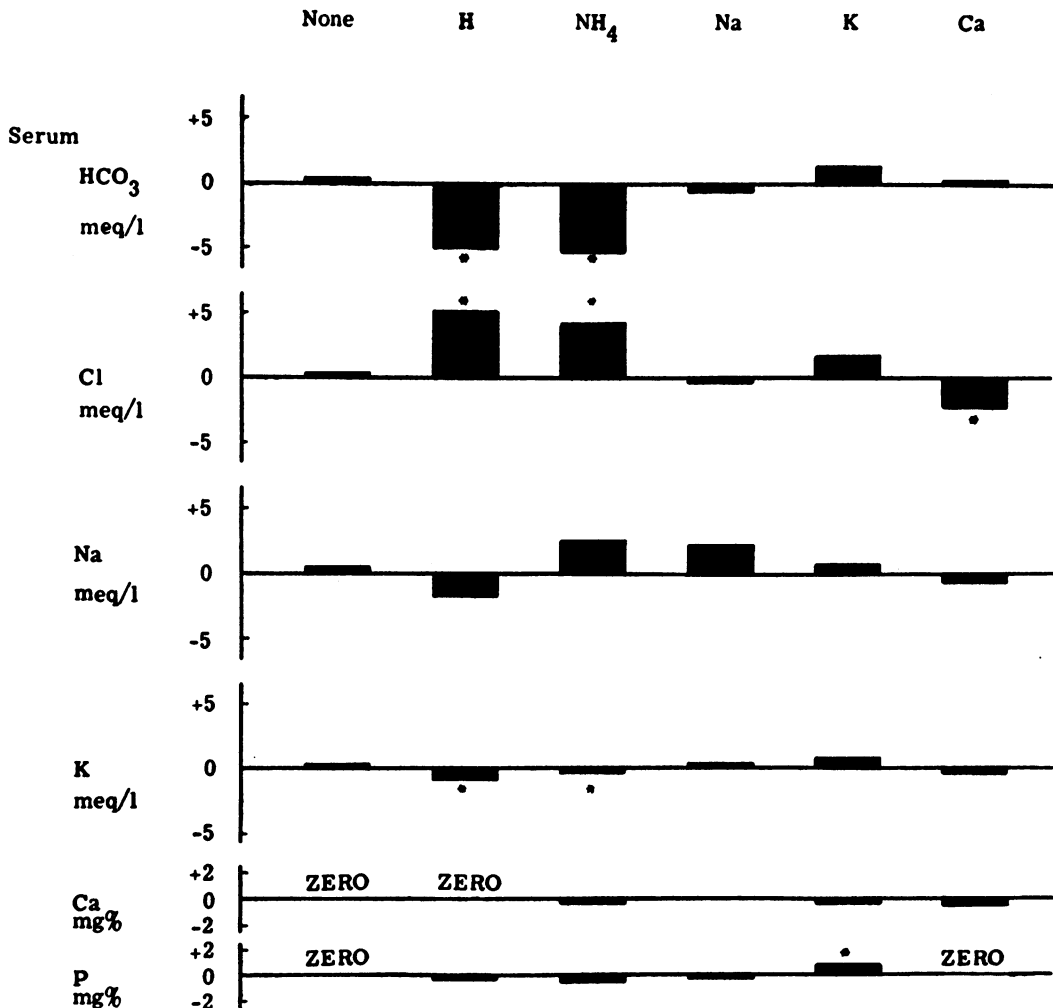 None H NH4 Na K Ca
Serum
HCO3
meq/l
+5
0
-5
* *
* *
Cl
meq/l
+5
0
-5
*
Na
meq/l
+5
0
-5
K
meq/l
+5
0
-5
* *
Ca
mg%
+2
0
-2
ZERO ZERO
P
mg%
+2
0
-2
ZERO * ZERO